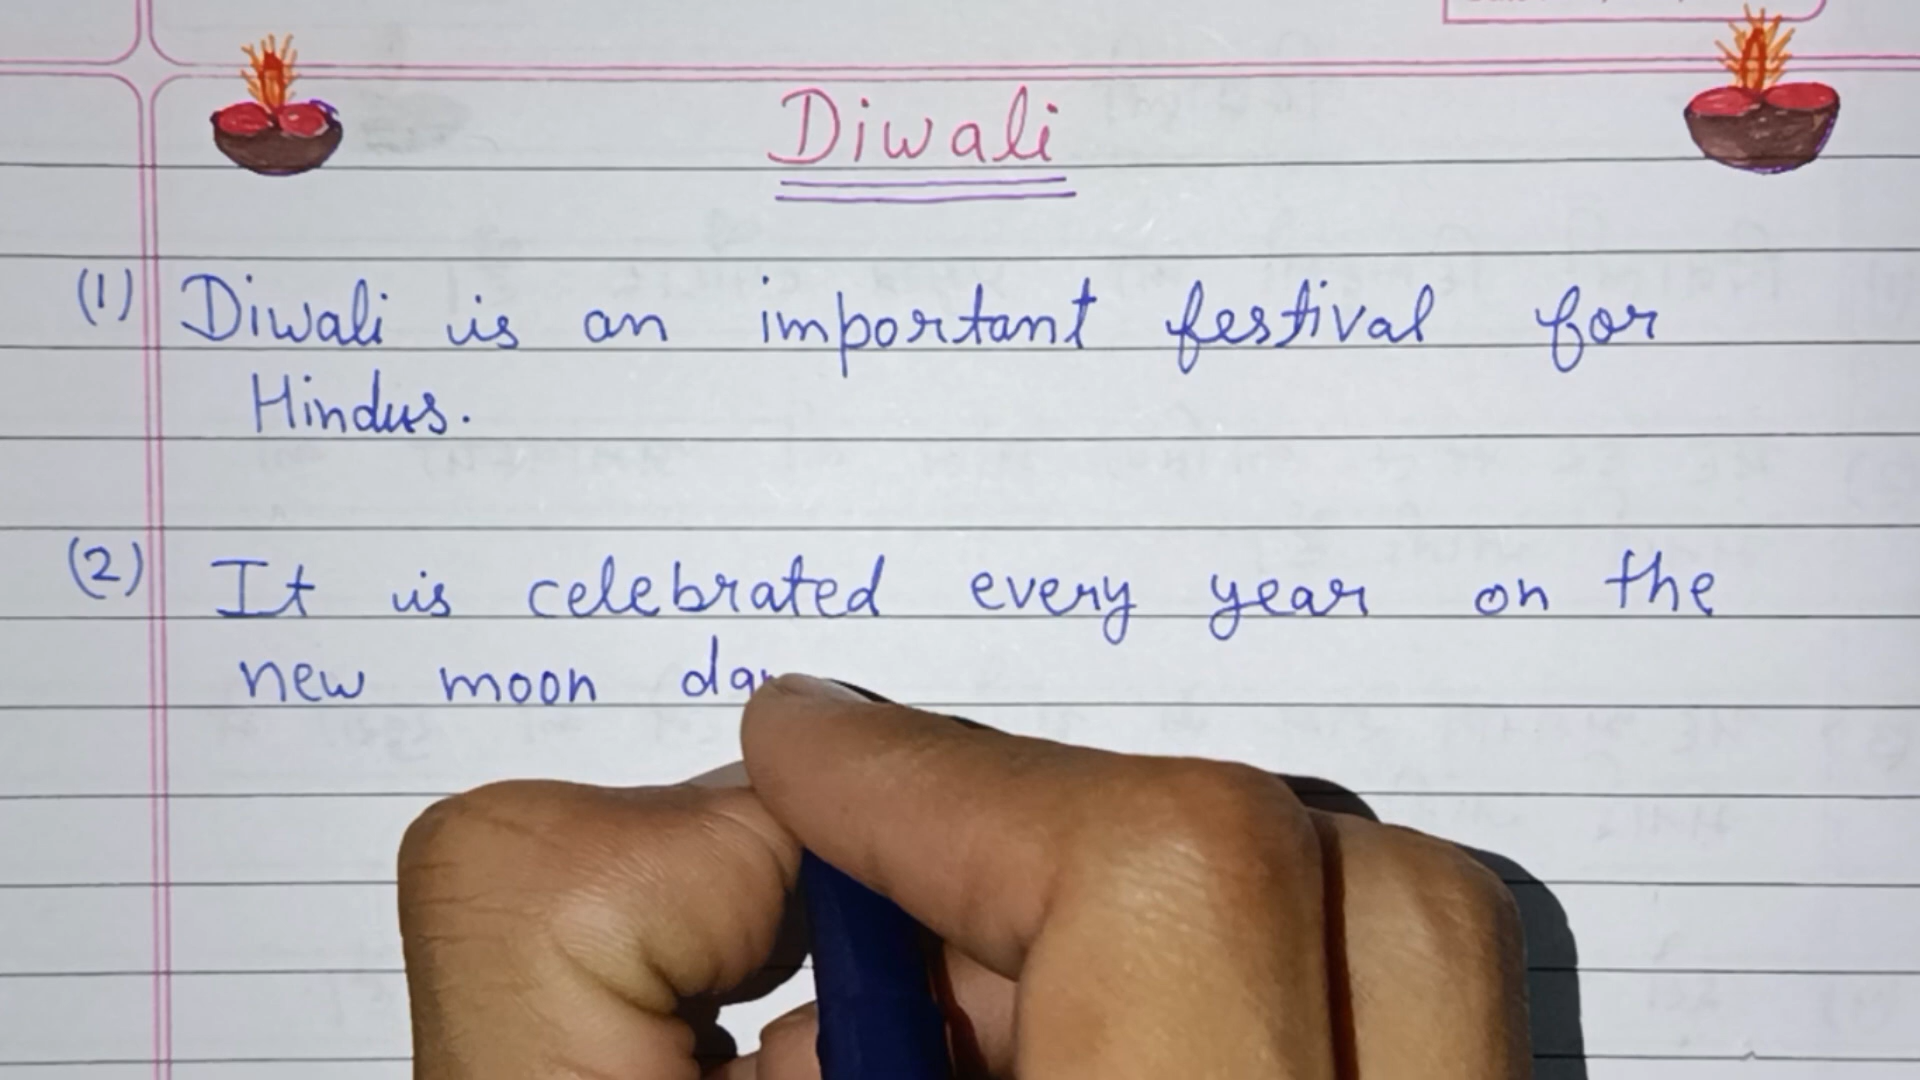 Diwali
(1) Diwali is an important festival for
Hindus.
(2) It is celebrated every year on the
new moon